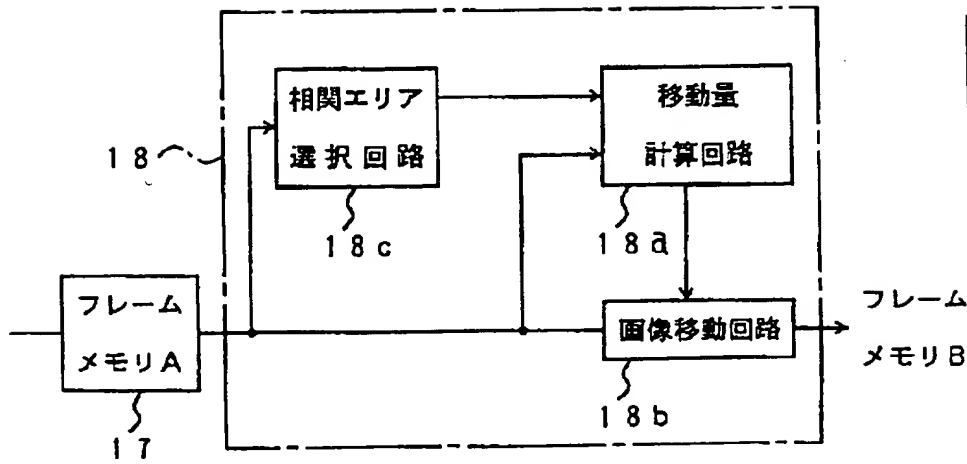 相関エリア
選択回路
18c
移動量
計算回路
18a
18
フレーム
メモリA
17
画像移動回路
18b
フレーム
メモリB